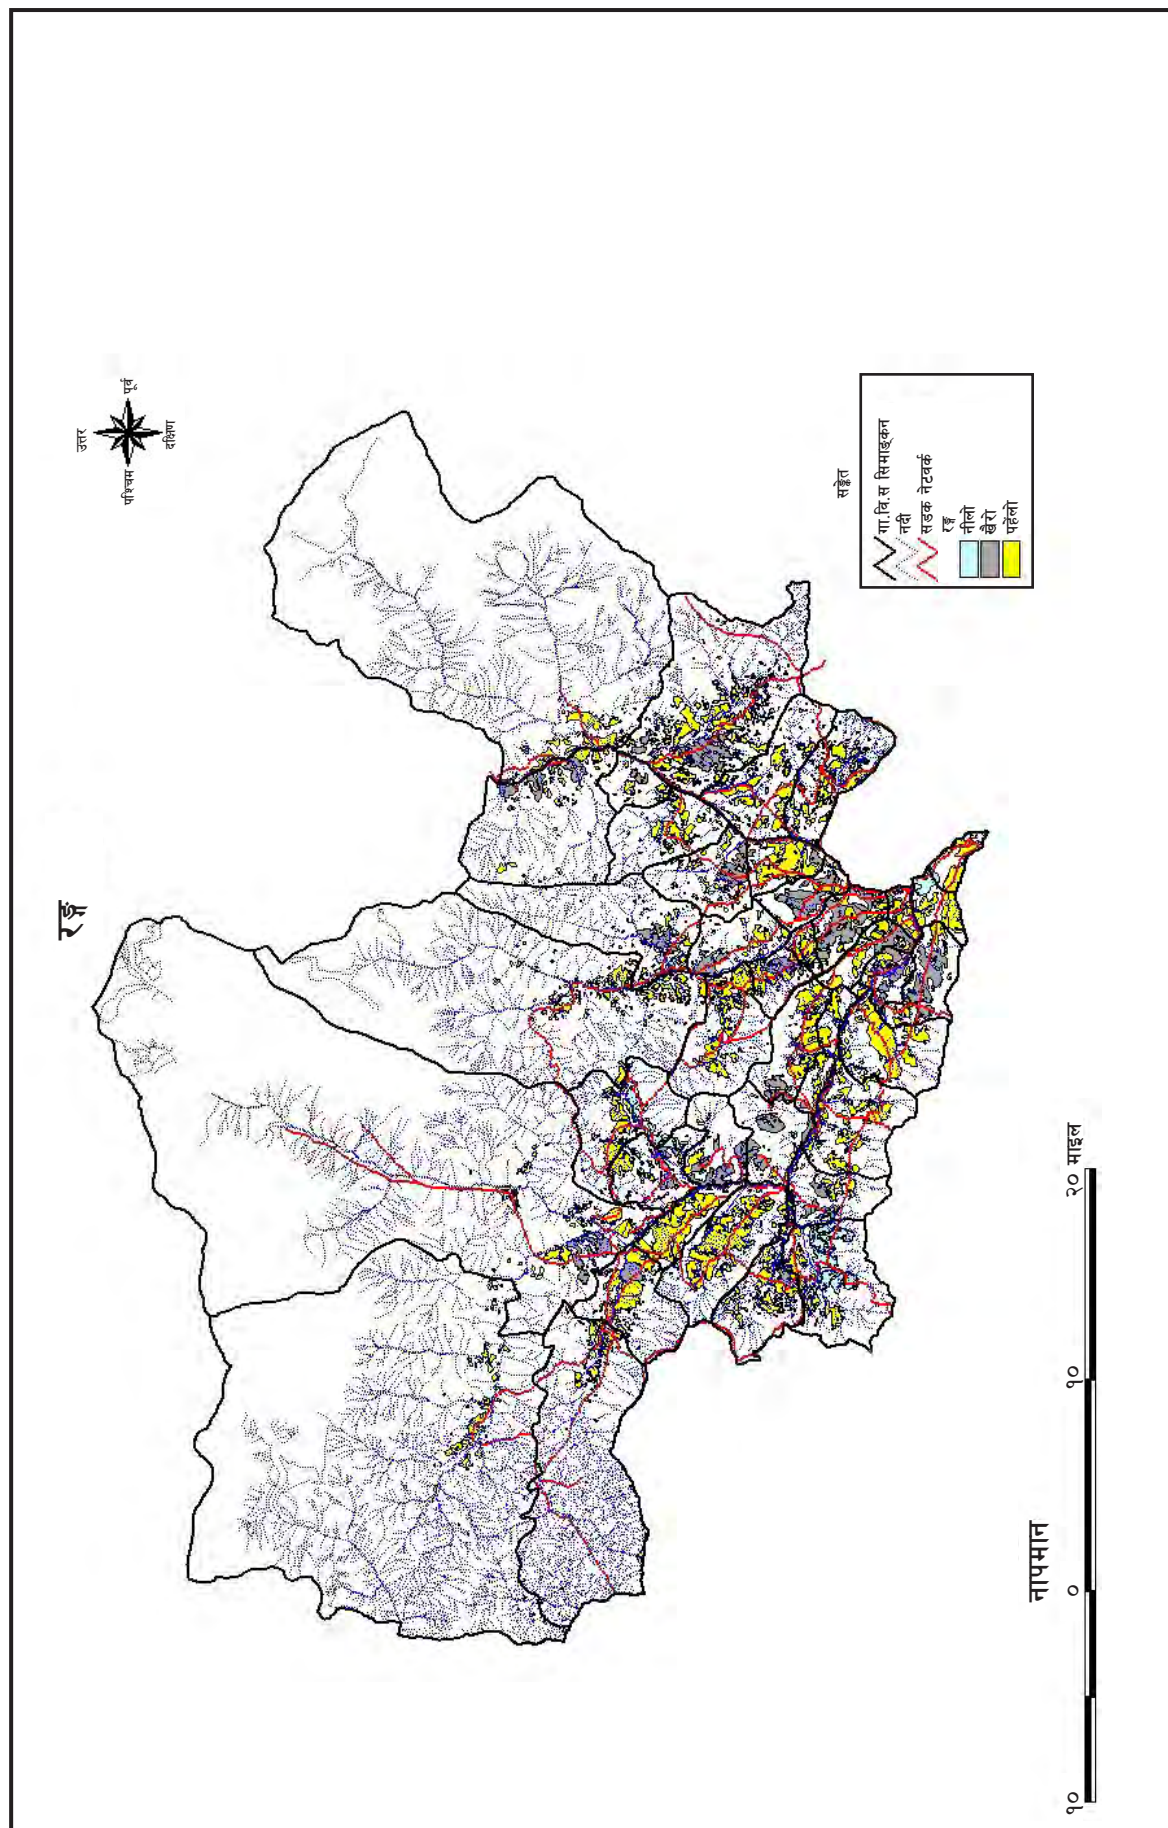 रङ्ग
उत्तर
पश्चिम
पूर्व
दक्षिण
सङ्केत
गा.वि.स सिमाङ्कन
नदी
सडक नेटवर्क
रङ्ग
नीलो
खैरो
पहेंलो
नापमान
१० ० १० २० माइल